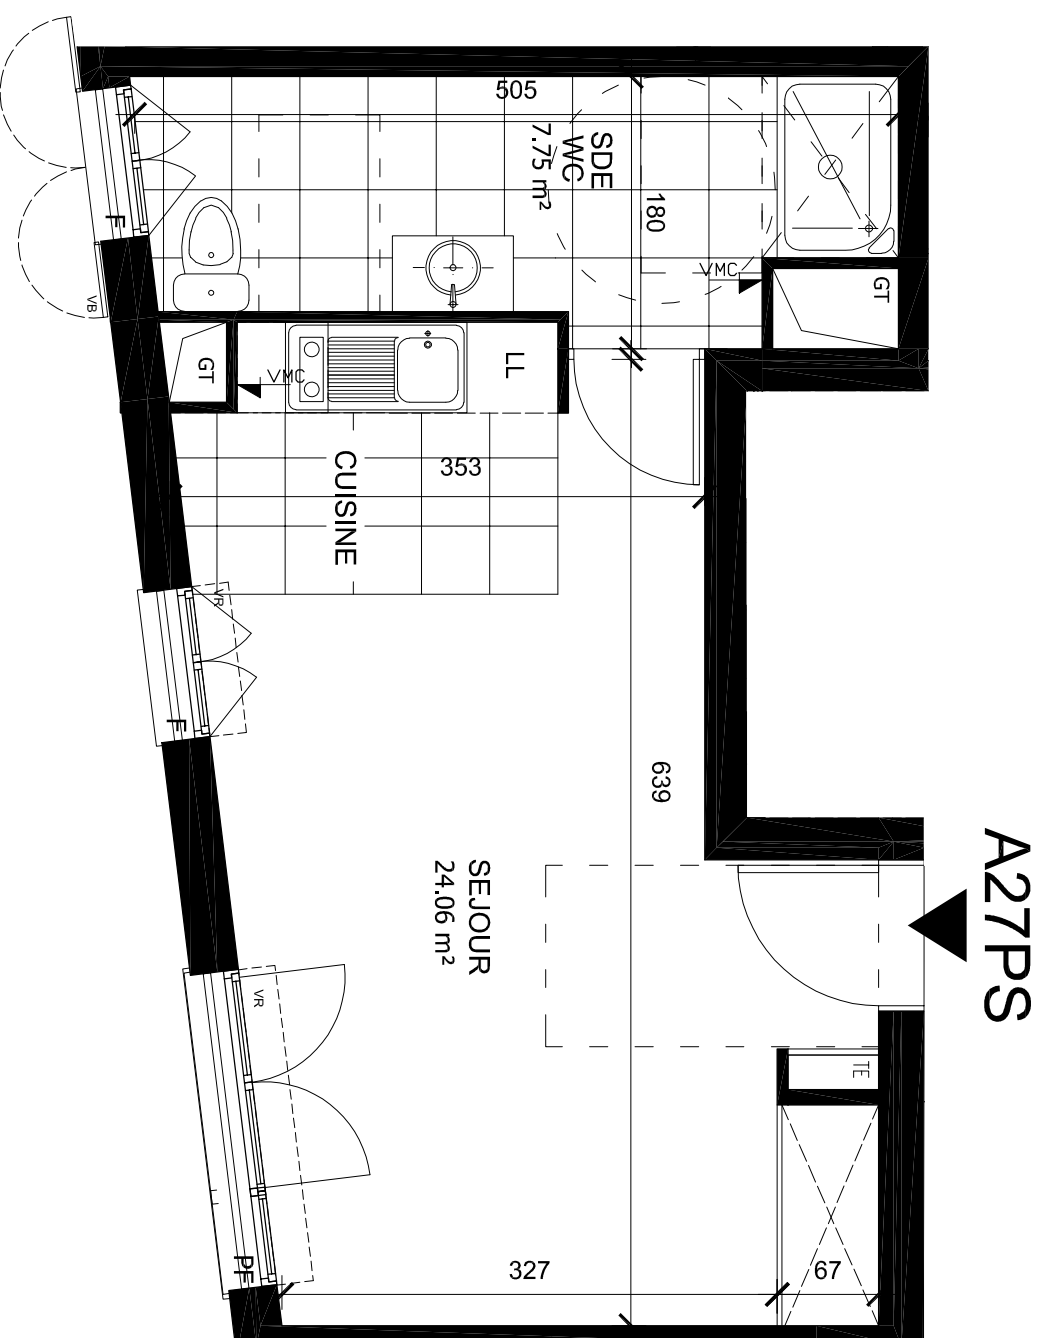 505
SDE
WC
7.75 m²
180
VMC
GT
F
VB
GT
VMC
LL
353
CUISINE
VR
F
639
A27PS
SEJOUR
24.06 m²
VR
TE
PF
327
67